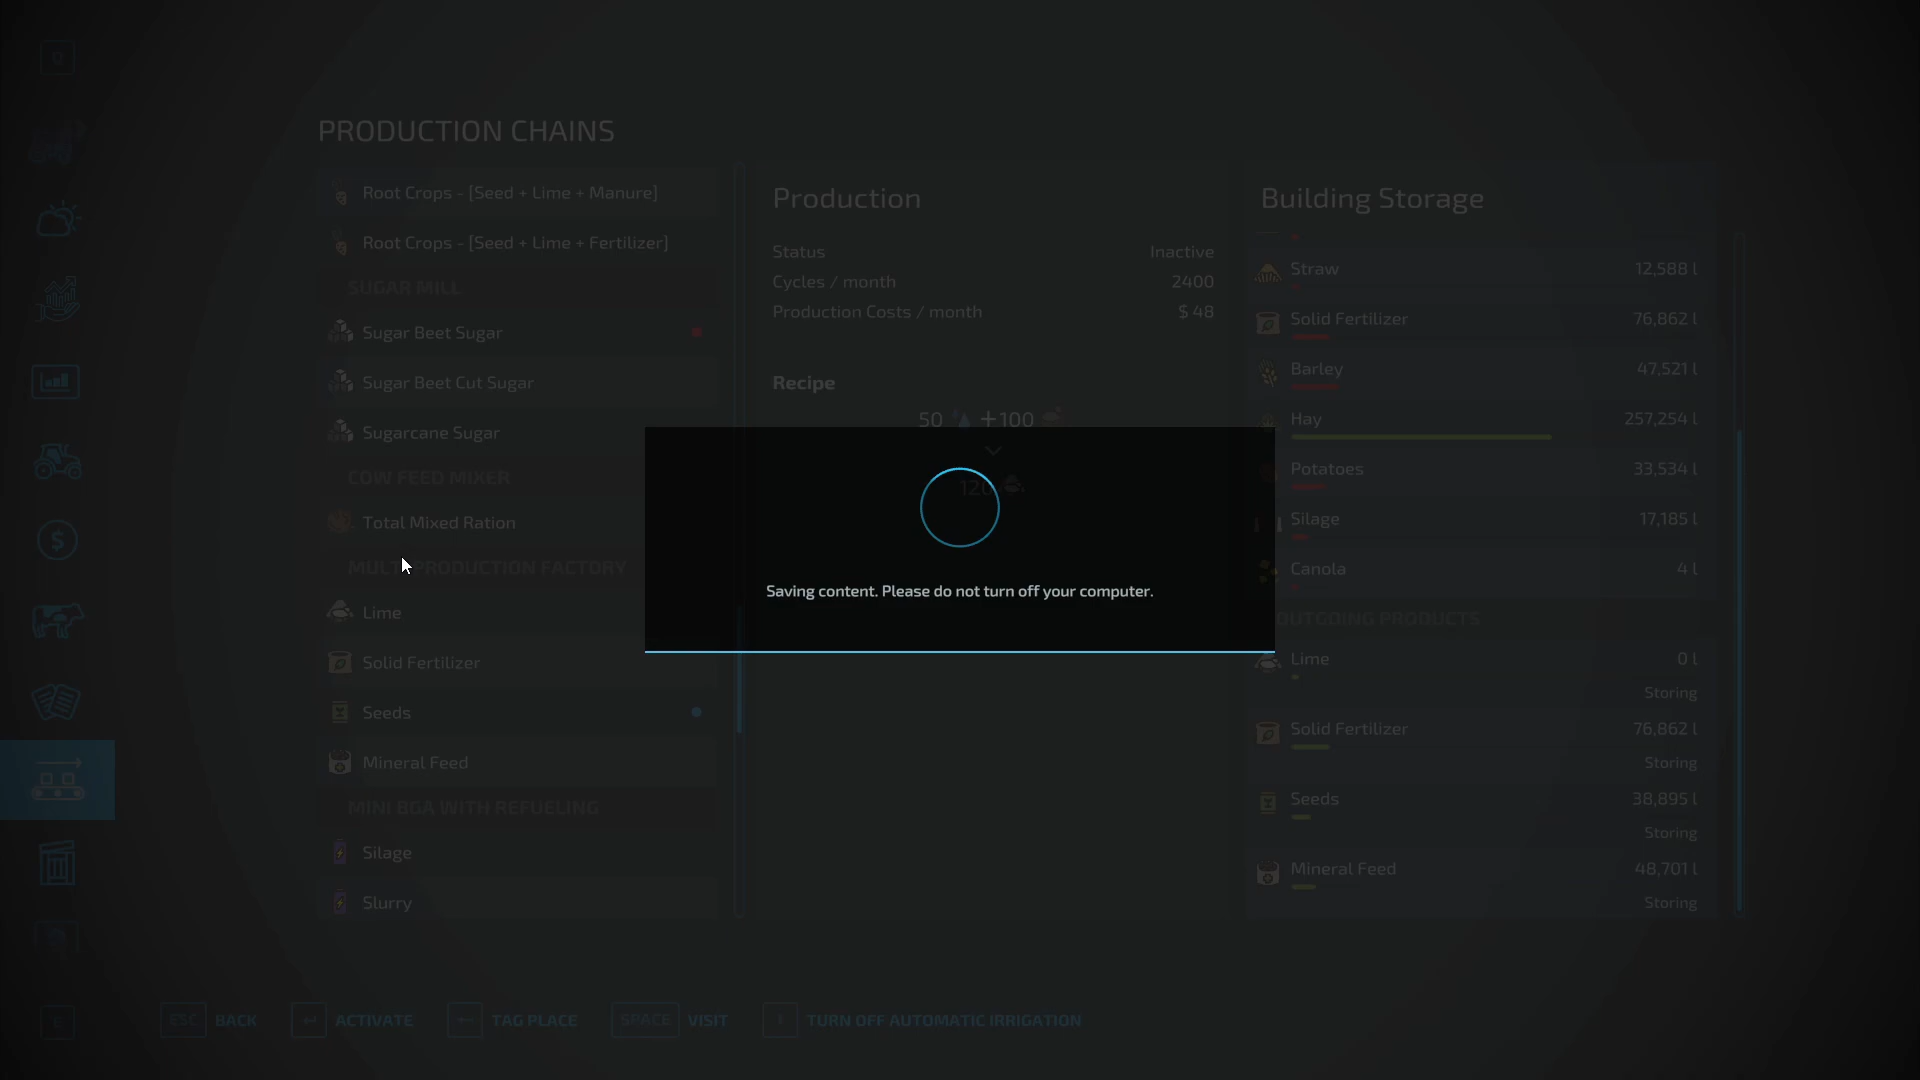 Q
PRODUCTION CHAINS
Root Crops - [Seed + Lime + Manure]
Root Crops - [Seed + Lime + Fertilizer]
SUGAR MILL
Sugar Beet Sugar
Sugar Beet Cut Sugar
Sugarcane Sugar
COW FEED MIXER
Total Mixed Ration
MULTI PRODUCTION FACTORY
Lime
Solid Fertilizer
Seeds
Mineral Feed
MINI BGA WITH REFUELING
Silage
Slurry
Production
Status Inactive
Cycles / month 2400
Production Costs / month $ 48
Recipe
50 +100
120
Saving content. Please do not turn off your computer.
Building Storage
Straw 12,588 l
Solid Fertilizer 76,862 l
Barley 47,521 l
Hay 257,254 l
Potatoes 33,534 l
Silage 17,185 l
Canola 4 l
OUTGOING PRODUCTS
Lime 0 l
Storing
Solid Fertilizer 76,862 l
Storing
Seeds 38,895 l
Storing
Mineral Feed 48,701 l
Storing
E
ESC BACK
ACTIVATE
TAG PLACE
SPACE VISIT
TURN OFF AUTOMATIC IRRIGATION